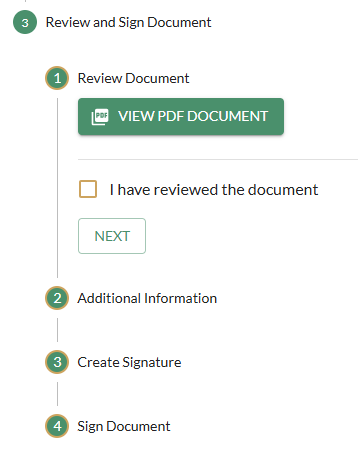 3 Review and Sign Document
1 Review Document
PDF VIEW PDF DOCUMENT
I have reviewed the document
NEXT
2 Additional Information
3 Create Signature
4 Sign Document